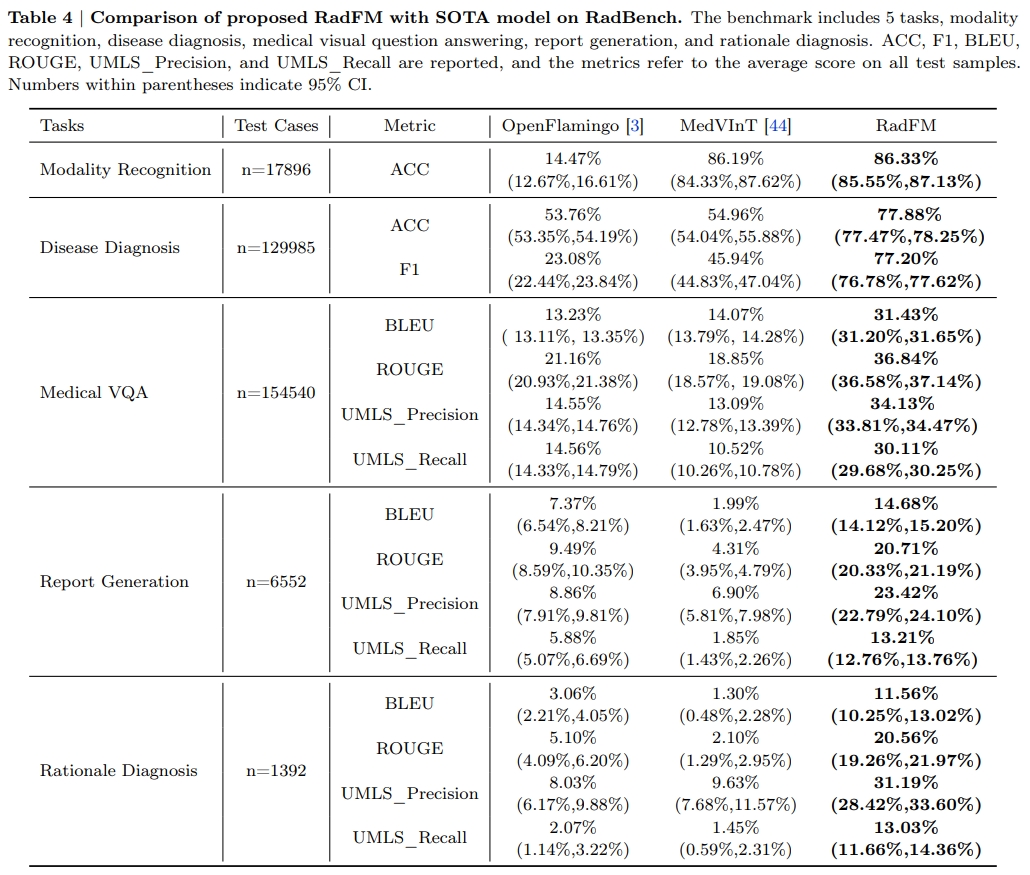 Table 4 | Comparison of proposed RadFM with SOTA model on RadBench. The benchmark includes 5 tasks, modality
recognition, disease diagnosis, medical visual question answering, report generation, and rationale diagnosis. ACC, F1, BLEU,
ROUGE, UMLS_Precision, and UMLS_Recall are reported, and the metrics refer to the average score on all test samples.
Numbers within parentheses indicate 95% CI.
Tasks Test Cases Metric OpenFlamingo [3] MedVInT [44] RadFM
Modality Recognition n=17896 ACC 14.47% 86.19% 86.33%
(12.67%,16.61%) (84.33%,87.62%) (85.55%,87.13%)
Disease Diagnosis n=129985 ACC 53.76% 54.96% 77.88%
(53.35%,54.19%) (54.04%,55.88%) (77.47%,78.25%)
F1 23.08% 45.94% 77.20%
(22.44%,23.84%) (44.83%,47.04%) (76.78%,77.62%)
Medical VQA n=154540 BLEU 13.23% 14.07% 31.43%
( 13.11%, 13.35%) (13.79%, 14.28%) (31.20%,31.65%)
ROUGE 21.16% 18.85% 36.84%
(20.93%,21.38%) (18.57%, 19.08%) (36.58%,37.14%)
UMLS_Precision 14.55% 13.09% 34.13%
(14.34%,14.76%) (12.78%,13.39%) (33.81%,34.47%)
UMLS_Recall 14.56% 10.52% 30.11%
(14.33%,14.79%) (10.26%,10.78%) (29.68%,30.25%)
Report Generation n=6552 BLEU 7.37% 1.99% 14.68%
(6.54%,8.21%) (1.63%,2.47%) (14.12%,15.20%)
ROUGE 9.49% 4.31% 20.71%
(8.59%,10.35%) (3.95%,4.79%) (20.33%,21.19%)
UMLS_Precision 8.86% 6.90% 23.42%
(7.91%,9.81%) (5.81%,7.98%) (22.79%,24.10%)
UMLS_Recall 5.88% 1.85% 13.21%
(5.07%,6.69%) (1.43%,2.26%) (12.76%,13.76%)
Rationale Diagnosis n=1392 BLEU 3.06% 1.30% 11.56%
(2.21%,4.05%) (0.48%,2.28%) (10.25%,13.02%)
ROUGE 5.10% 2.10% 20.56%
(4.09%,6.20%) (1.29%,2.95%) (19.26%,21.97%)
UMLS_Precision 8.03% 9.63% 31.19%
(6.17%,9.88%) (7.68%,11.57%) (28.42%,33.60%)
UMLS_Recall 2.07% 1.45% 13.03%
(1.14%,3.22%) (0.59%,2.31%) (11.66%,14.36%)